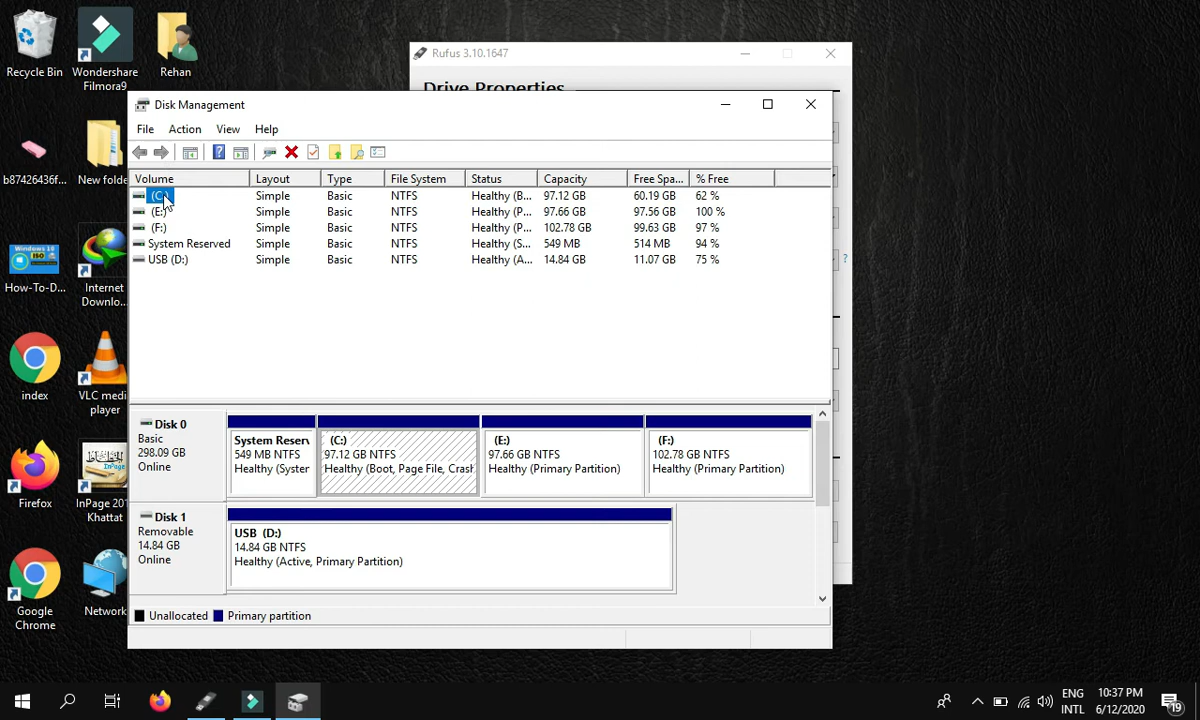 Recycle Bin
Wondershare
Filmora9
Rehan
b87426436f...
New folde
How-To-D...
Internet
Downlo...
index
VLC medi
player
Firefox
InPage 201
Khattat
Google
Chrome
Network
Rufus 3.10.1647
Drive Properties
?
Disk Management
File Action View Help
Volume Layout Type File System Status Capacity Free Spa... % Free
(C:) Simple Basic NTFS Healthy (B... 97.12 GB 60.19 GB 62 %
(E:) Simple Basic NTFS Healthy (P... 97.66 GB 97.56 GB 100 %
(F:) Simple Basic NTFS Healthy (P... 102.78 GB 99.63 GB 97 %
System Reserved Simple Basic NTFS Healthy (S... 549 MB 514 MB 94 %
USB (D:) Simple Basic NTFS Healthy (A... 14.84 GB 11.07 GB 75 %
Disk 0
Basic
298.09 GB
Online
System Reserv
549 MB NTFS
Healthy (Syster
(C:)
97.12 GB NTFS
Healthy (Boot, Page File, Crash
(E:)
97.66 GB NTFS
Healthy (Primary Partition)
(F:)
102.78 GB NTFS
Healthy (Primary Partition)
Disk 1
Removable
14.84 GB
Online
USB (D:)
14.84 GB NTFS
Healthy (Active, Primary Partition)
Unallocated Primary partition
ENG
INTL
10:37 PM
6/12/2020
19